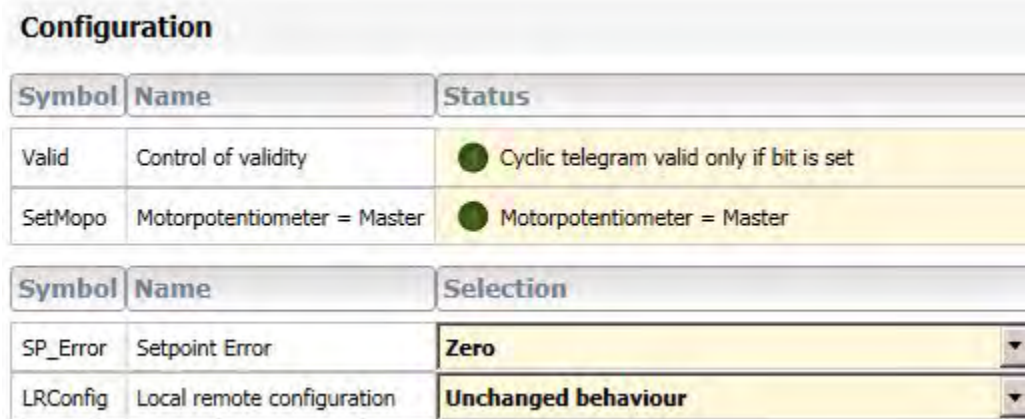 Configuration
Symbol Name Status
Valid Control of validity Cyclic telegram valid only if bit is set
SetMopo Motorpotentiometer = Master Motorpotentiometer = Master
Symbol Name Selection
SP_Error Setpoint Error Zero
LRConfig Local remote configuration Unchanged behaviour